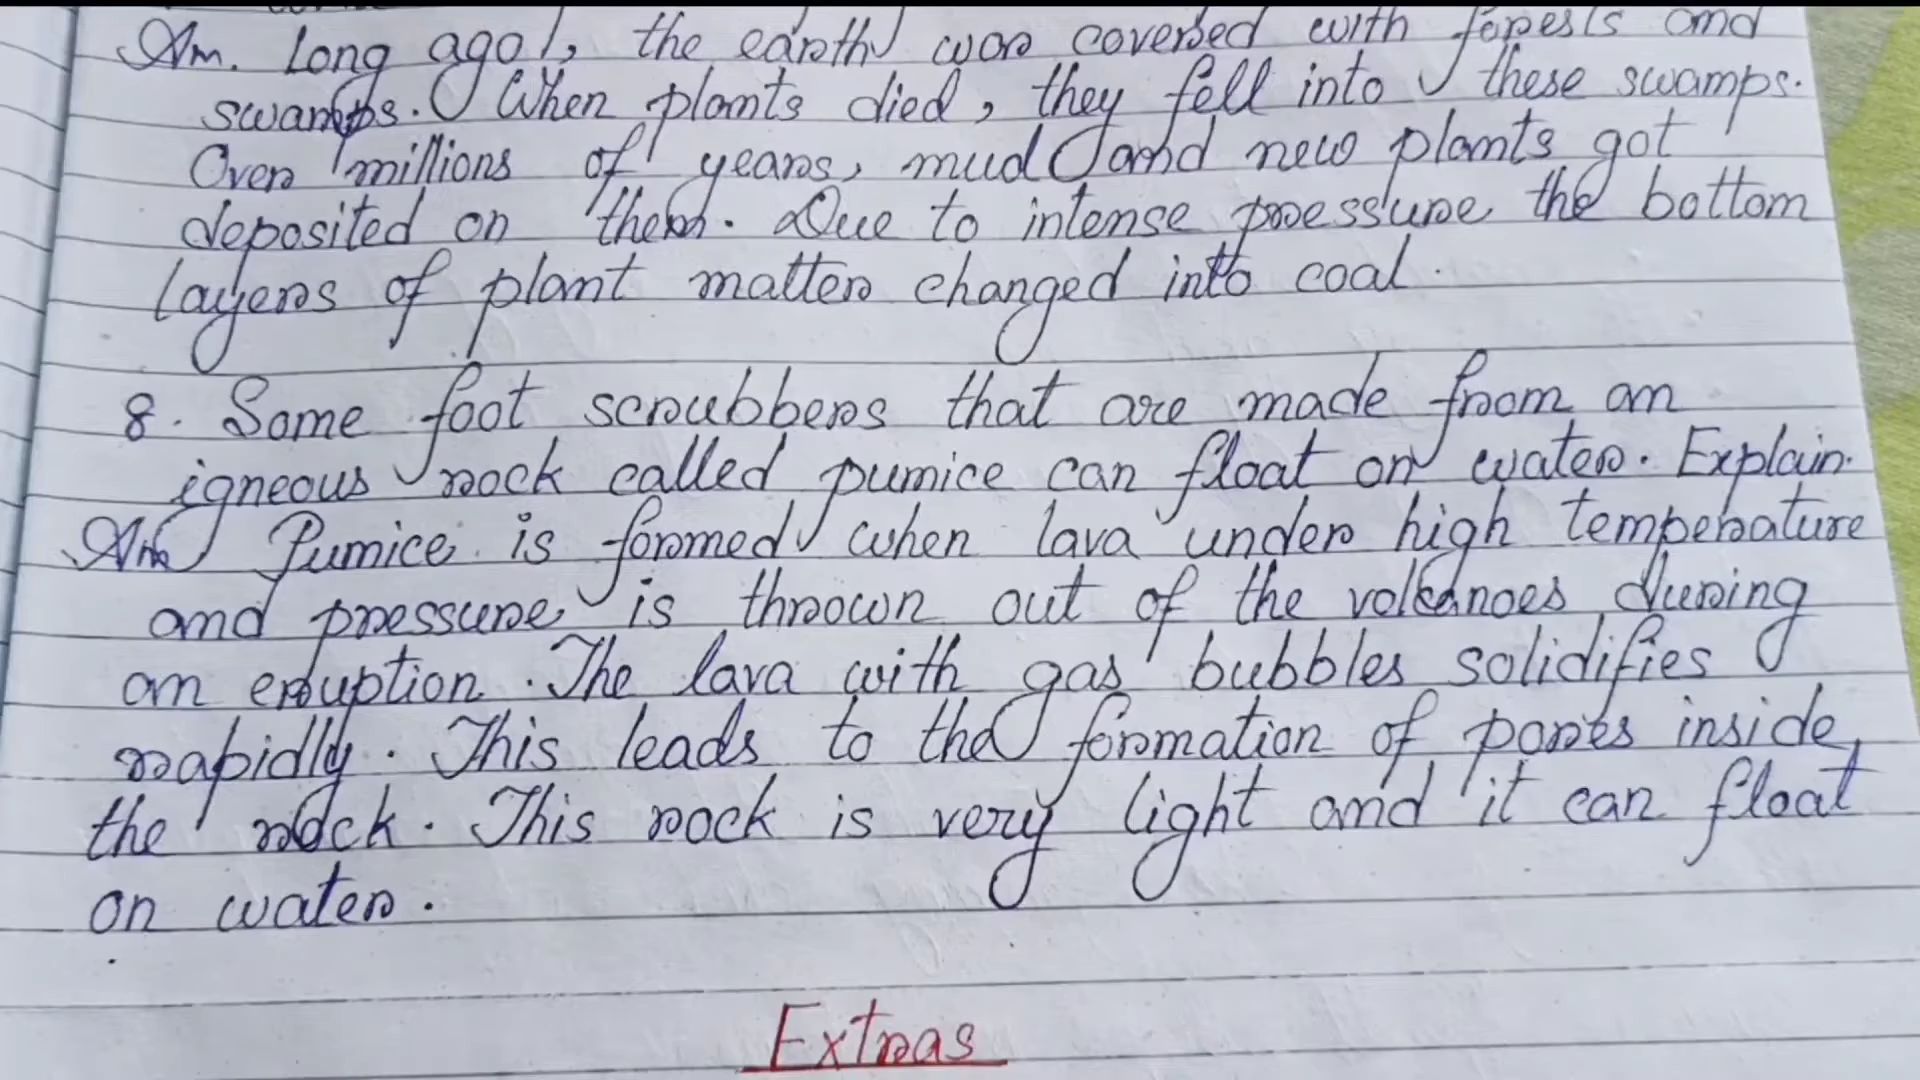 Ans. Long ago, the earth was covered with forests and
swamps. When plants died, they fell into these swamps.
Over millions of years, mud and new plants got
deposited on them. Due to intense pressure the bottom
layers of plant matter changed into coal.
8. Some foot scrubbers that are made from an
igneous rock called pumice can float on water. Explain.
Ans Pumice is formed when lava under high temperature
and pressure is thrown out of the volcanoes during
an eruption. The lava with gas bubbles solidifies
rapidly. This leads to the formation of pores inside
the rock. This rock is very light and it can float
on water.
Extras